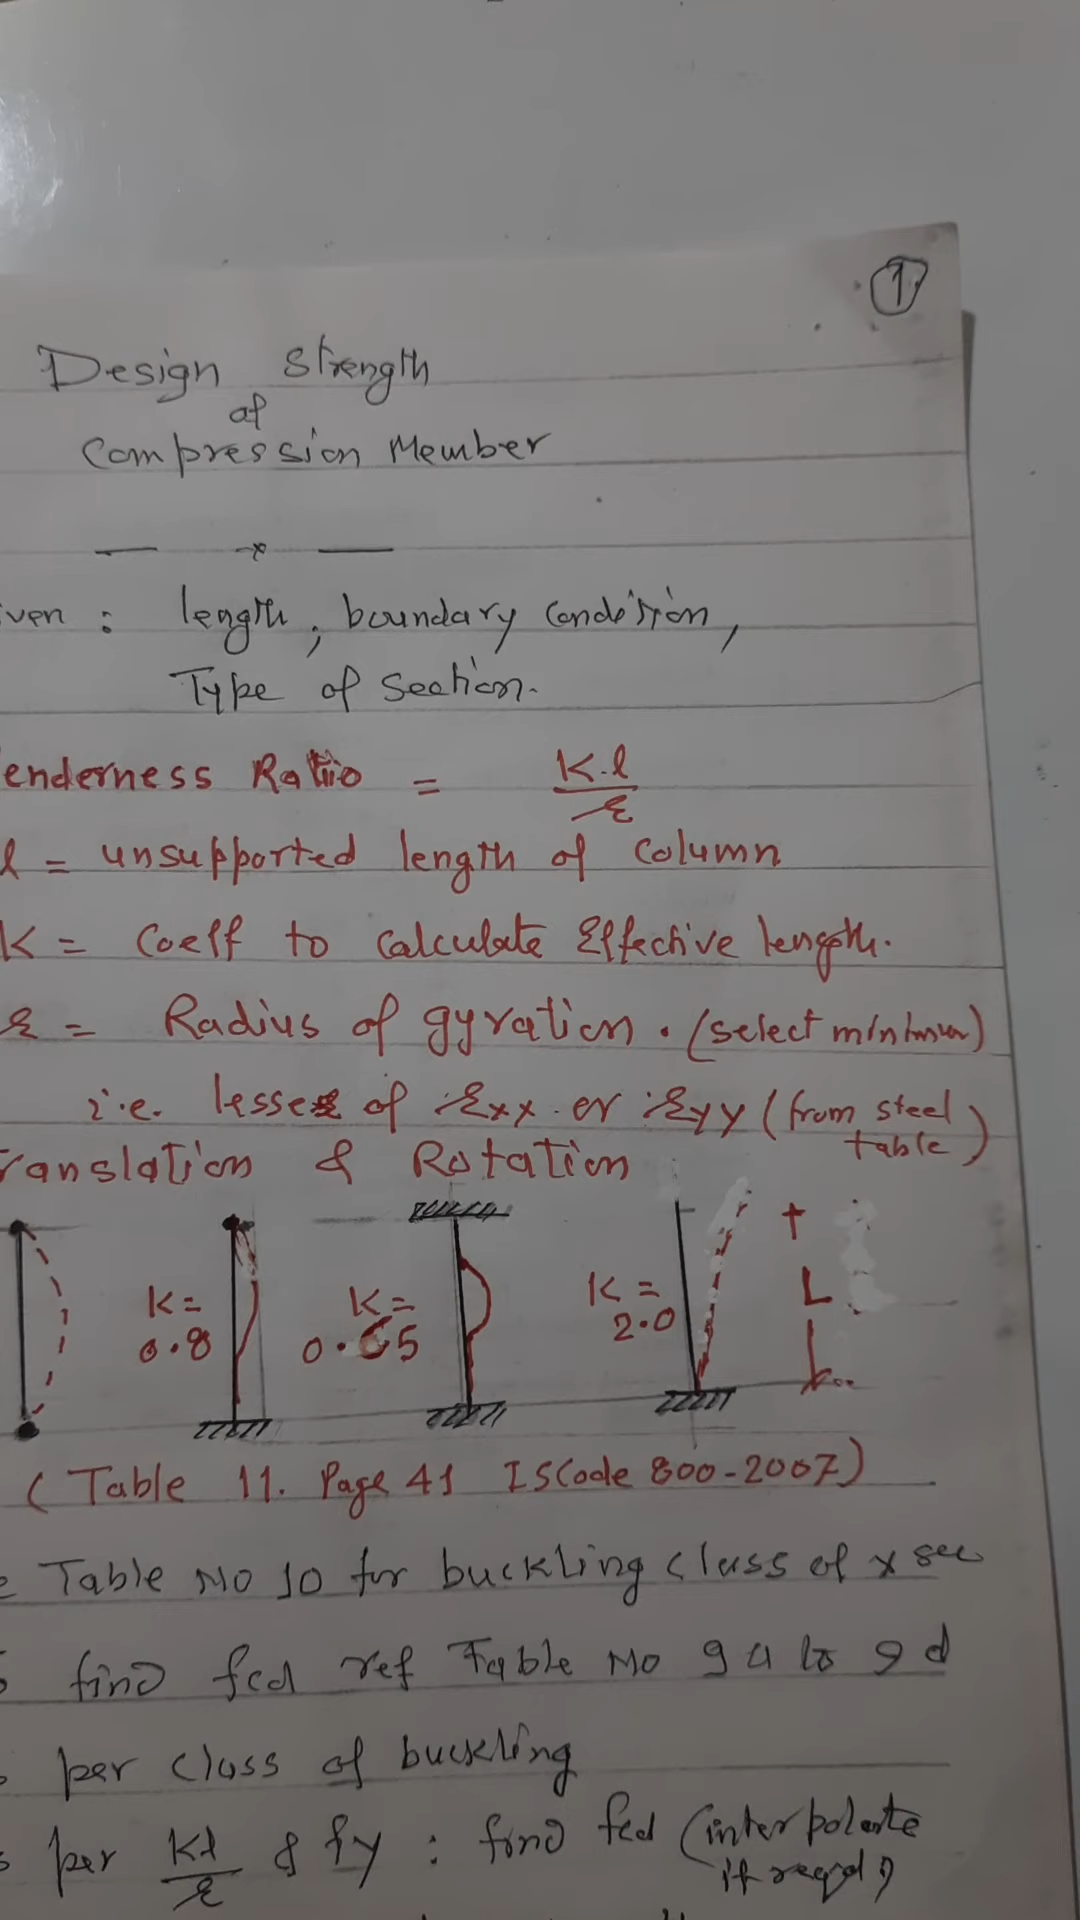 1
Design Strength
of
Compression Member
iven : length, boundary condition,
Type of section.
enderness Ratio = K.l / r
l = unsupported length of column
K = Coeff to calculate Effective length.
r = Radius of gyration. (select minimum)
i.e. lesser of rxx or ryy (from steel table)
ranslation & Rotation
K = 0.8 K = 0.65 K = 2.0 + L
(Table 11. Page 41 IS Code 800-2007)
Table No 10 for buckling class of x sec
find fcd ref Table No 9 a to 9 d
per class of buckling
per Kl / r & fy : find fcd (interpolate if reqd)